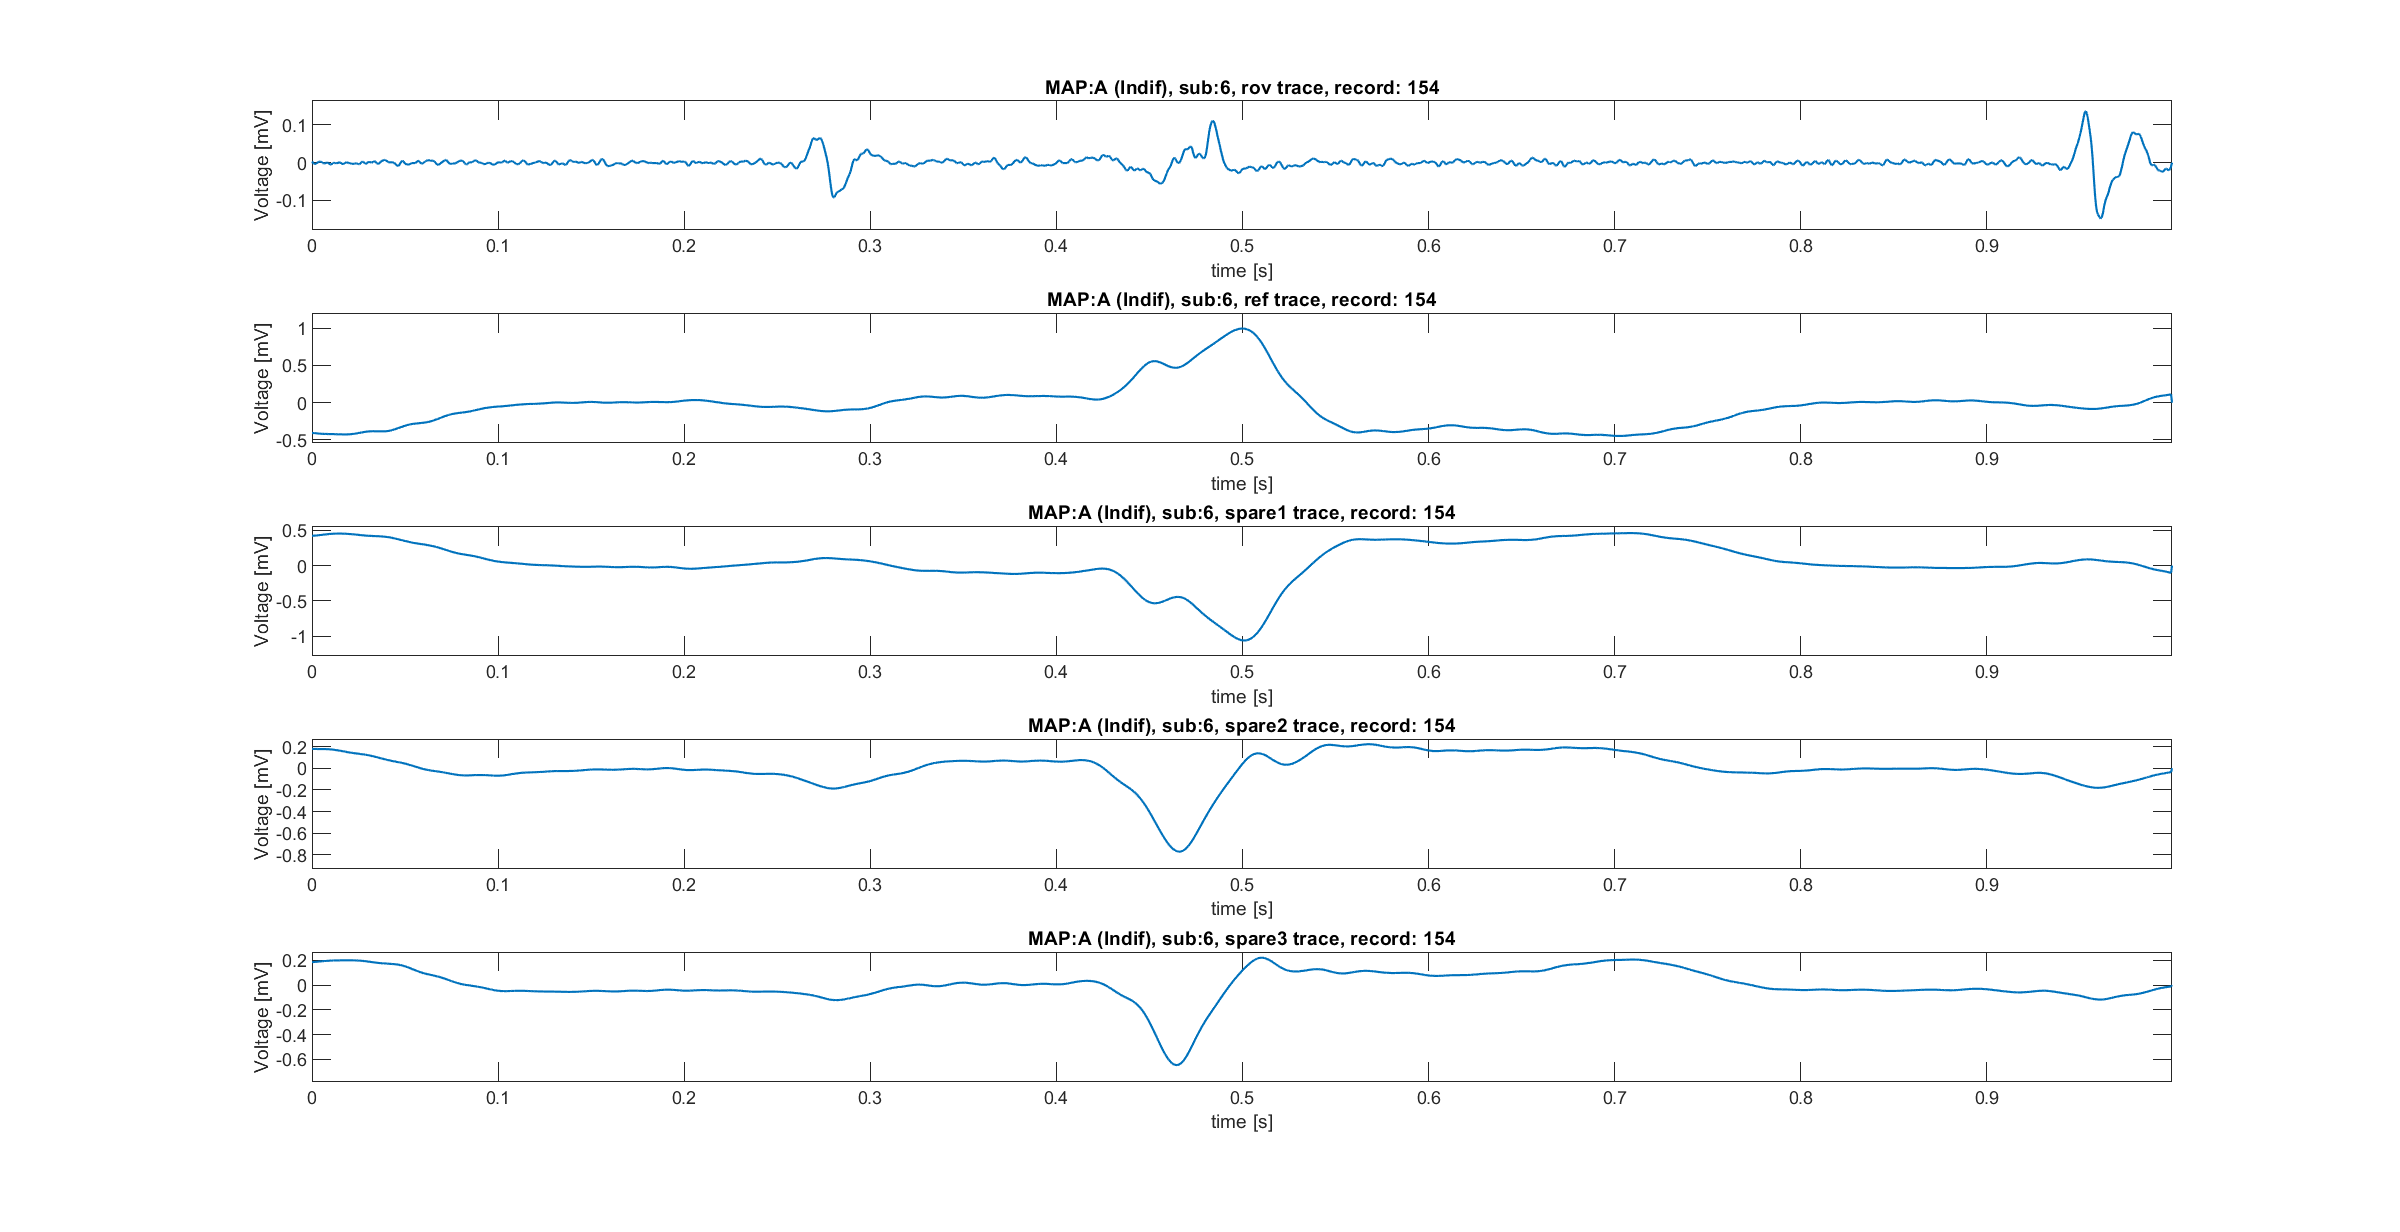 MAP:A (Indif), sub:6, rov trace, record: 154
Voltage [mV]
0.1
0
-0.1
0 0.1 0.2 0.3 0.4 0.5 0.6 0.7 0.8 0.9
time [s]
MAP:A (Indif), sub:6, ref trace, record: 154
Voltage [mV]
1
0.5
0
-0.5
0 0.1 0.2 0.3 0.4 0.5 0.6 0.7 0.8 0.9
time [s]
MAP:A (Indif), sub:6, spare1 trace, record: 154
Voltage [mV]
0.5
0
-0.5
-1
0 0.1 0.2 0.3 0.4 0.5 0.6 0.7 0.8 0.9
time [s]
MAP:A (Indif), sub:6, spare2 trace, record: 154
Voltage [mV]
0.2
0
-0.2
-0.4
-0.6
-0.8
0 0.1 0.2 0.3 0.4 0.5 0.6 0.7 0.8 0.9
time [s]
MAP:A (Indif), sub:6, spare3 trace, record: 154
Voltage [mV]
0.2
0
-0.2
-0.4
-0.6
0 0.1 0.2 0.3 0.4 0.5 0.6 0.7 0.8 0.9
time [s]